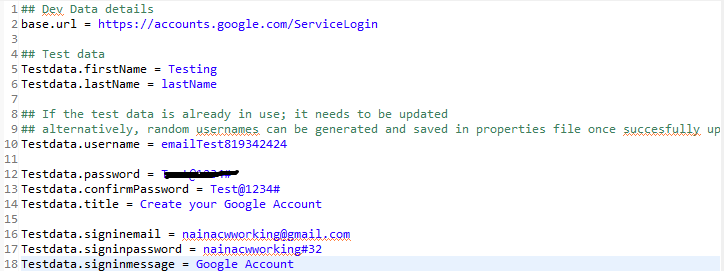 1 ## Dev Data details
2 base.url = https://accounts.google.com/ServiceLogin
3
4 ## Test data
5 Testdata.firstName = Testing
6 Testdata.lastName = lastName
7
8 ## If the test data is already in use; it needs to be updated
9 ## alternatively, random usernames can be generated and saved in properties file once succesfully up
10 Testdata.username = emailTest819342424
11
12 Testdata.password =
13 Testdata.confirmPassword = Test@1234#
14 Testdata.title = Create your Google Account
15
16 Testdata.signinemail = nainacwworking@gmail.com
17 Testdata.signinpassword = nainacwworking#32
18 Testdata.signinmessage = Google Account